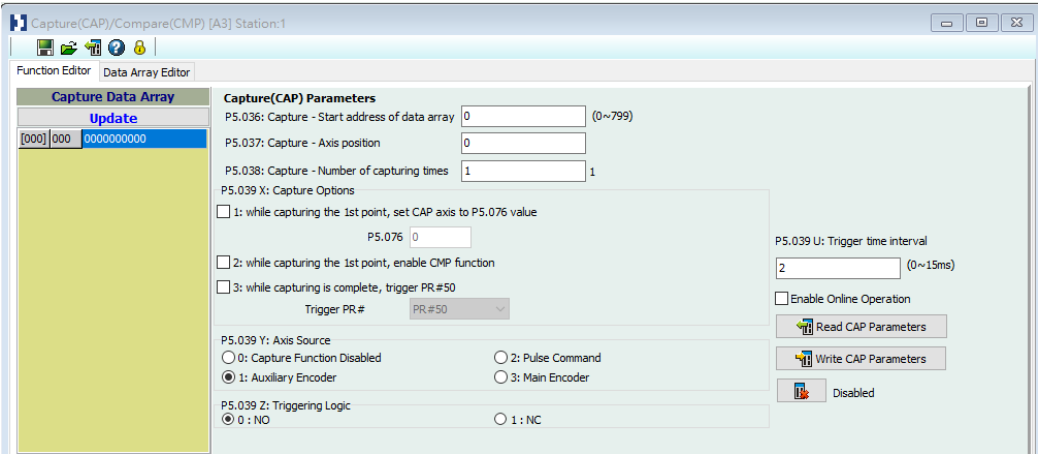 Capture(CAP)/Compare(CMP) [A3] Station:1
Function Editor Data Array Editor
Capture Data Array
Update
[000] 000 0000000000
Capture(CAP) Parameters
P5.036: Capture - Start address of data array 0 (0~799)
P5.037: Capture - Axis position 0
P5.038: Capture - Number of capturing times 1 1
P5.039 X: Capture Options
1: while capturing the 1st point, set CAP axis to P5.076 value
P5.076 0
2: while capturing the 1st point, enable CMP function
3: while capturing is complete, trigger PR#50
Trigger PR# PR#50
P5.039 Y: Axis Source
0: Capture Function Disabled 2: Pulse Command
1: Auxiliary Encoder 3: Main Encoder
P5.039 Z: Triggering Logic
0 : NO 1 : NC
P5.039 U: Trigger time interval
2 (0~15ms)
Enable Online Operation
Read CAP Parameters
Write CAP Parameters
Disabled